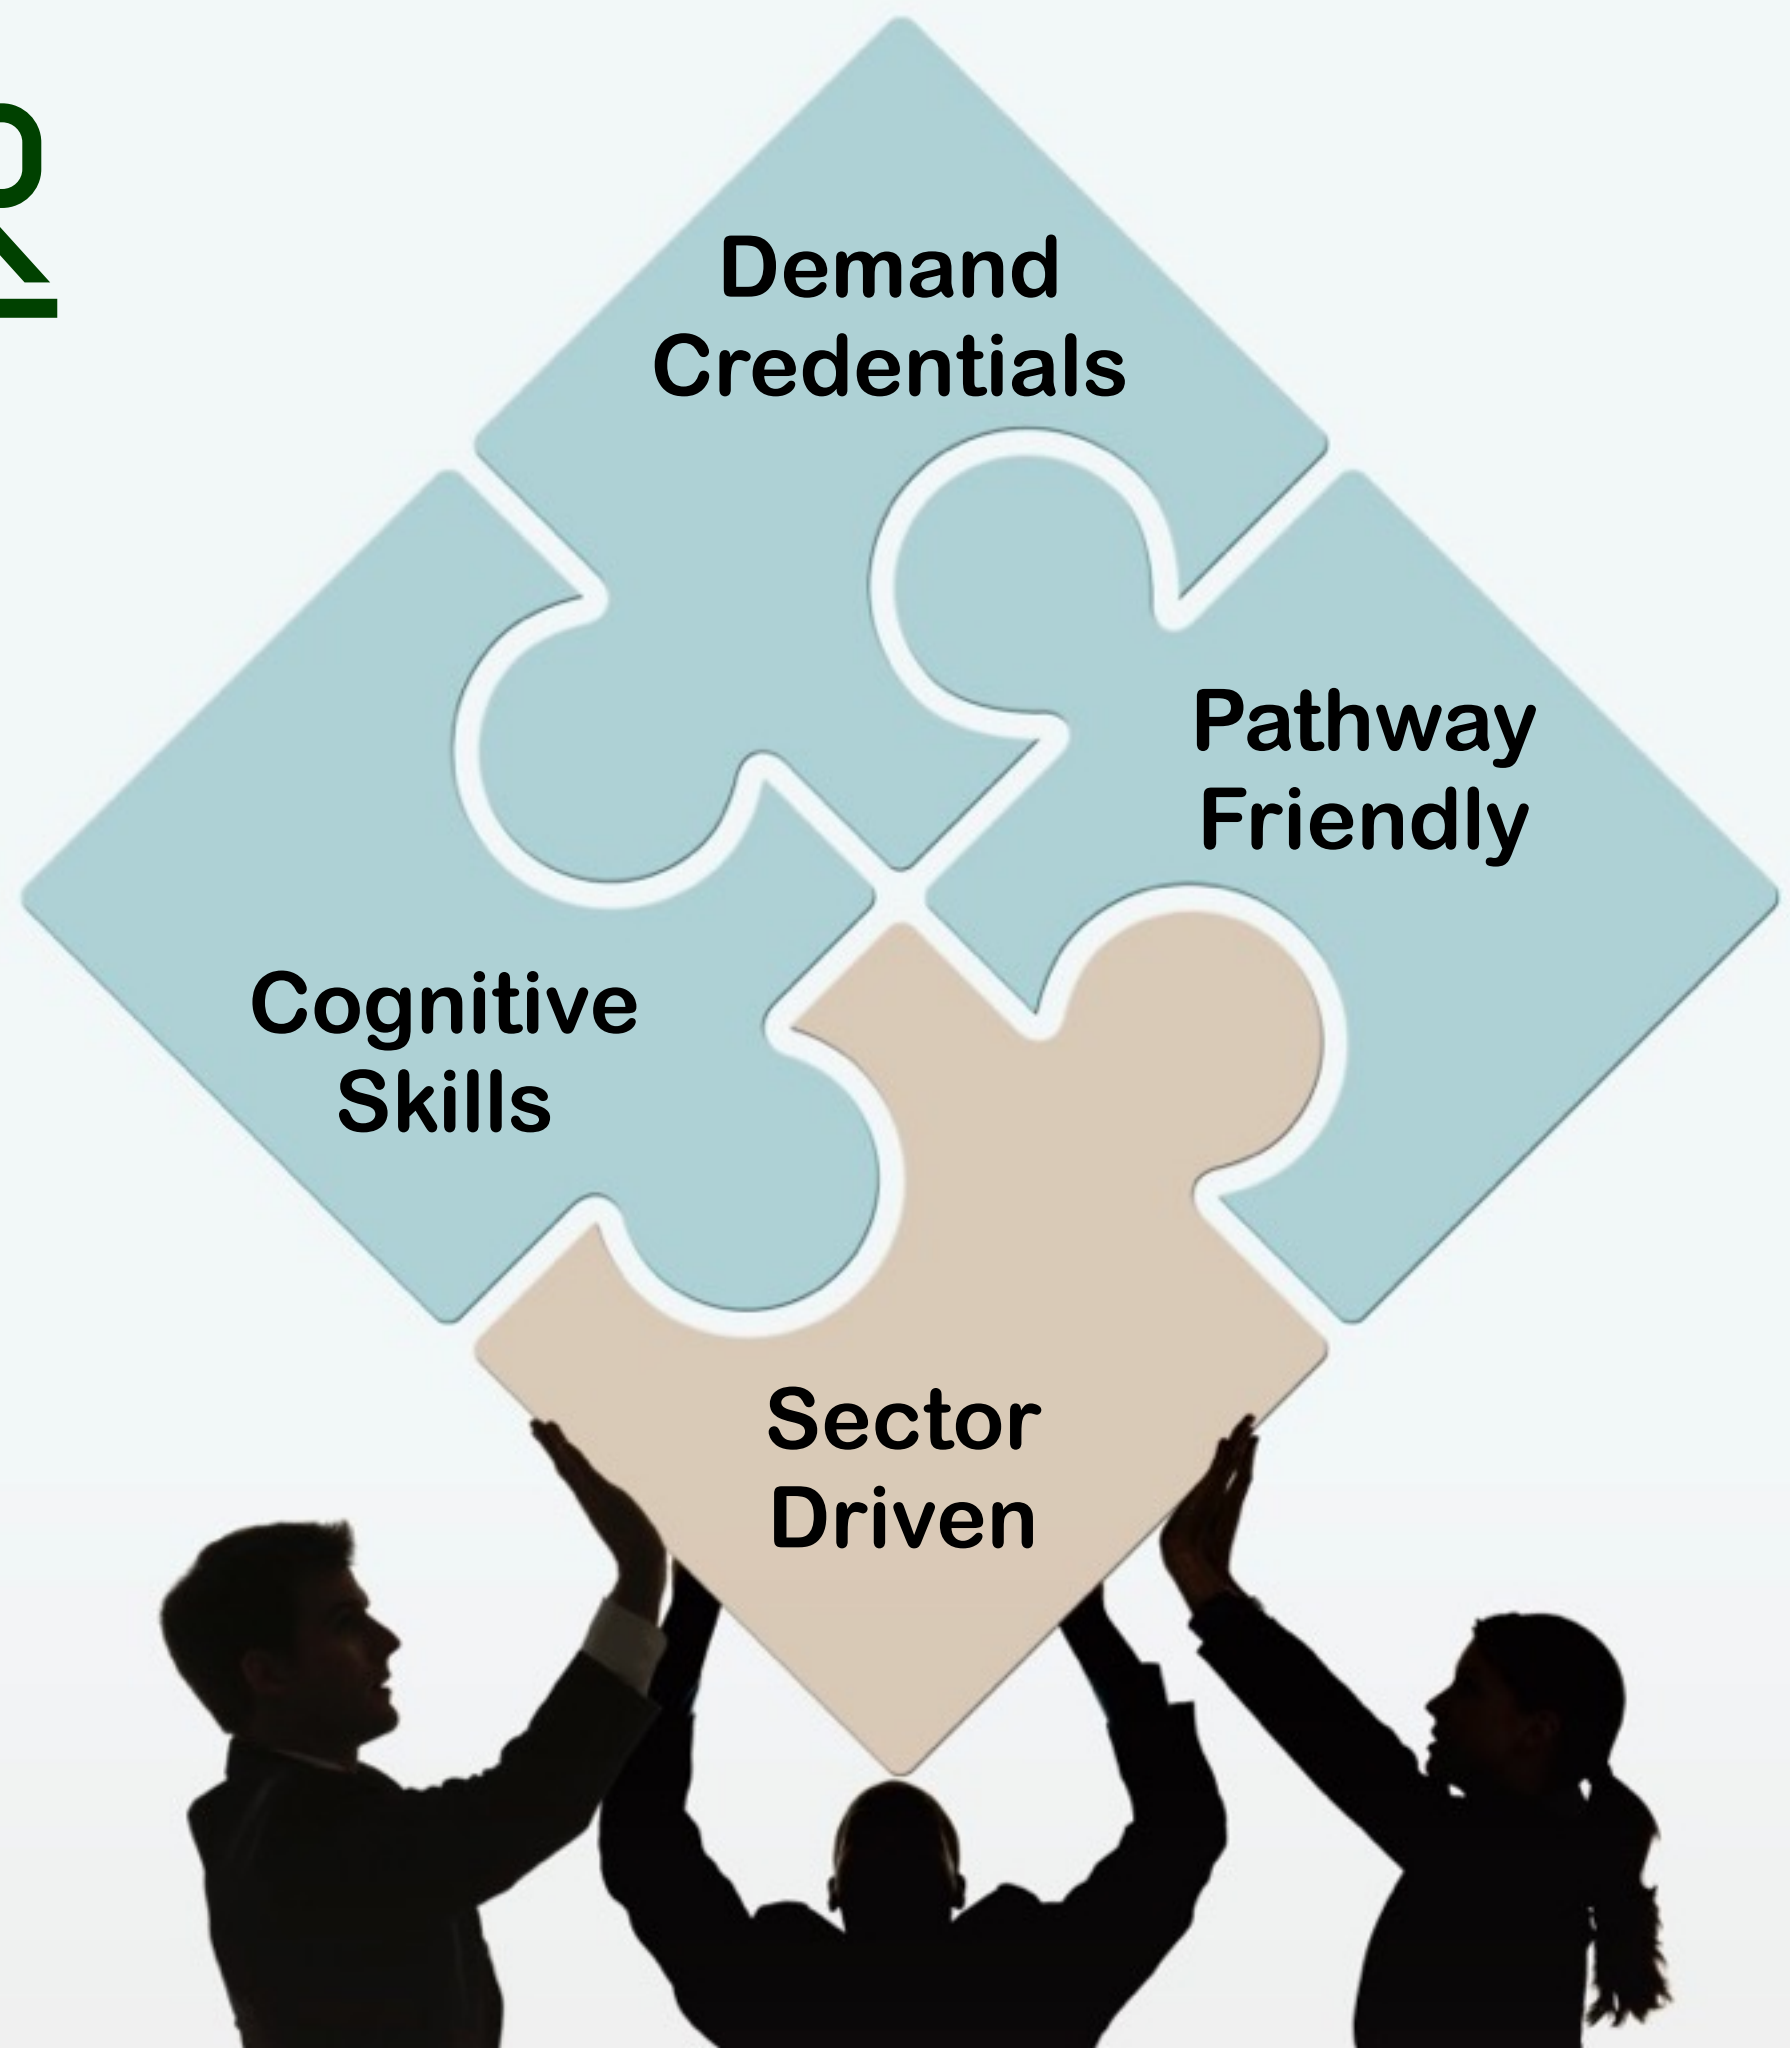 R
Demand
Credentials
Pathway
Friendly
Cognitive
Skills
Sector
Driven